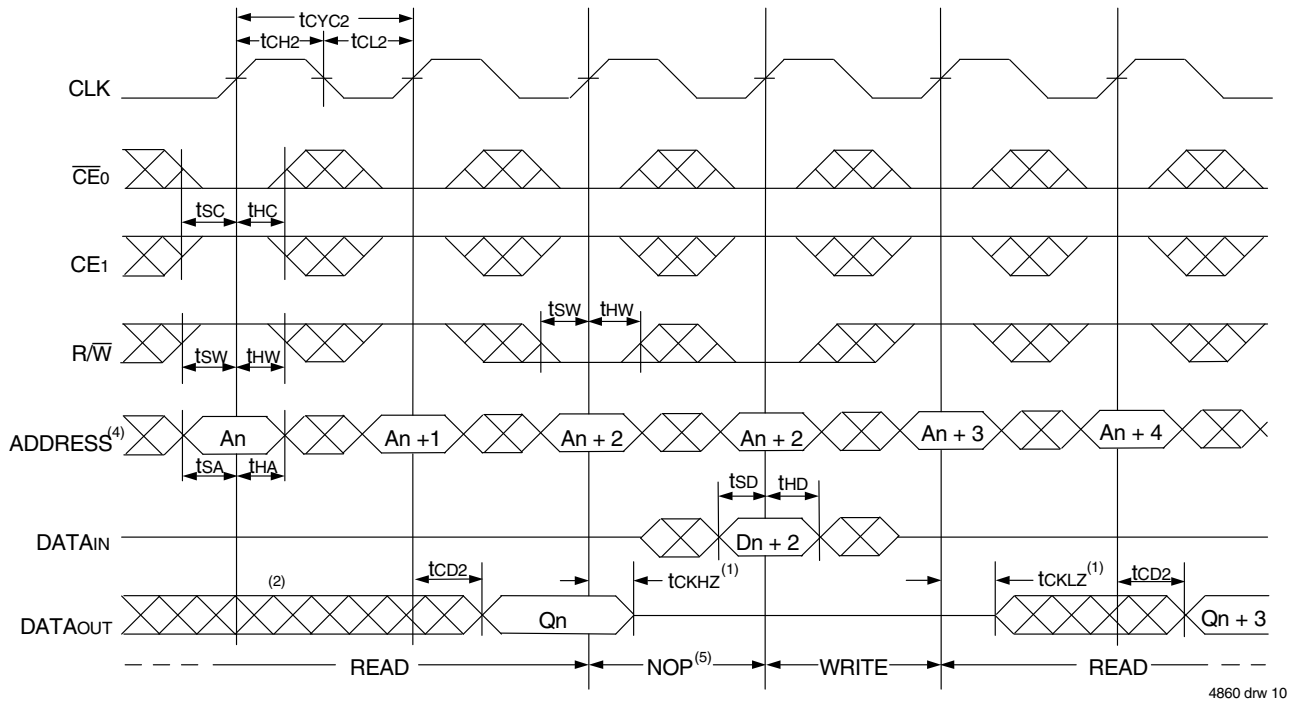 tCYC2
tCH2 tCL2
CLK
CE0
tSC tHC
CE1
tSW tHW
R/W
tSW tHW
ADDRESS(4) An An +1 An + 2 An + 2 An + 3 An + 4
tSA tHA
tSD tHD
DATAIN Dn + 2
tCD2 tCKHZ(1) tCKLZ(1) tCD2
(2)
DATAOUT Qn Qn + 3
READ NOP(5) WRITE READ
4860 drw 10